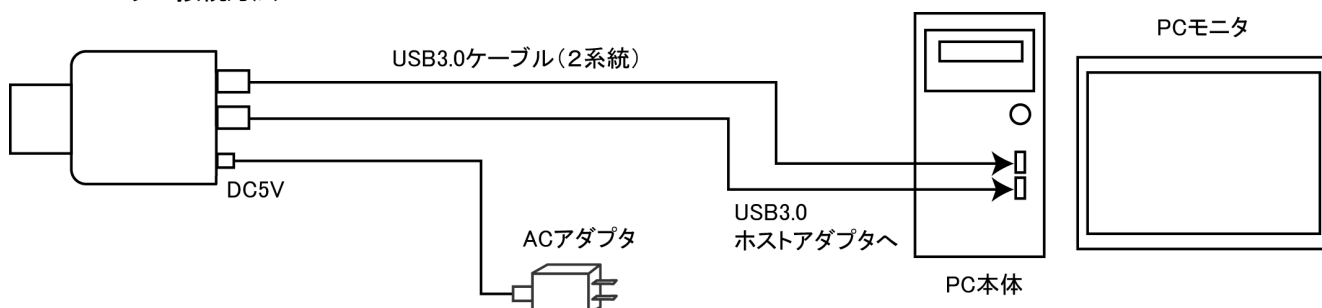 PCモニタ
USB3.0ケーブル（２系統）
DC5V
USB3.0
ホストアダプタへ
ACアダプタ
PC本体